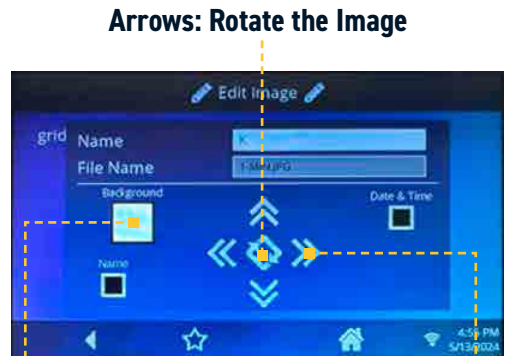 Arrows: Rotate the Image
Edit Image
grid
Name
K
File Name
Background
Date & Time
Name
4:55 PM
5/13/2024